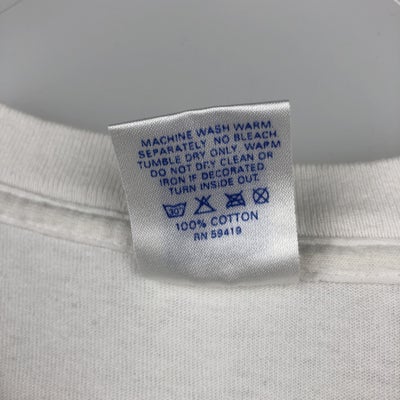 MACHINE WASH WARM
SEPARATELY. NO BLEACH.
TUMBLE DRY ONLY. WARM
DO NOT DRY CLEAN OR
IRON IF DECORATED.
TURN INSIDE OUT.
30°
100% COTTON
RN 59419